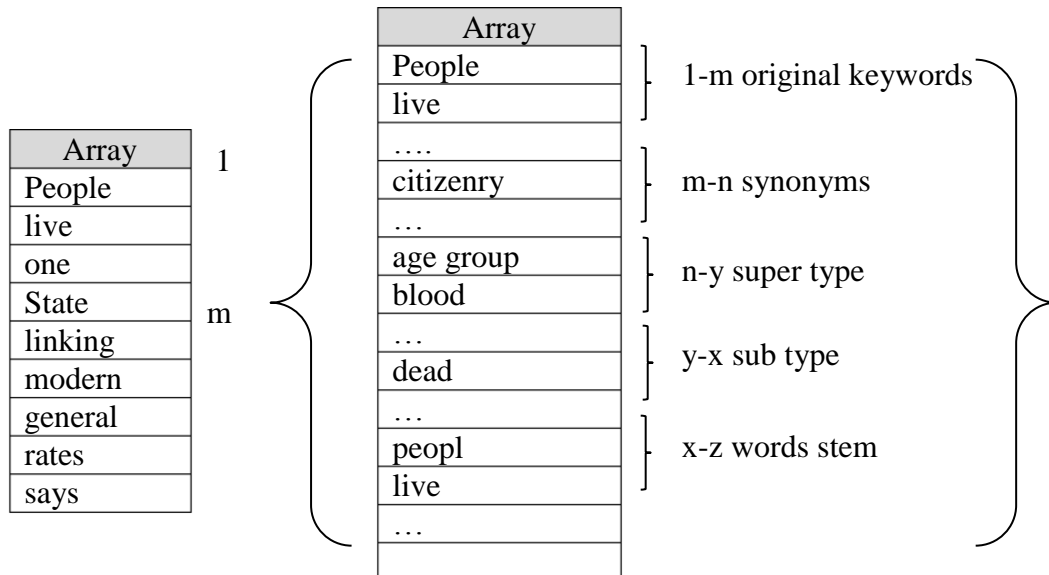 Array
People
live
one
State
linking
modern
general
rates
says
1
m
Array
People
live
….
citizenry
…
age group
blood
…
dead
…
peopl
live
…
1-m original keywords
m-n synonyms
n-y super type
y-x sub type
x-z words stem